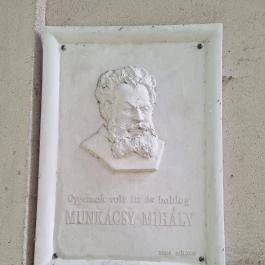 Gyermek volt itt és boldog
MUNKÁCSY MIHÁLY